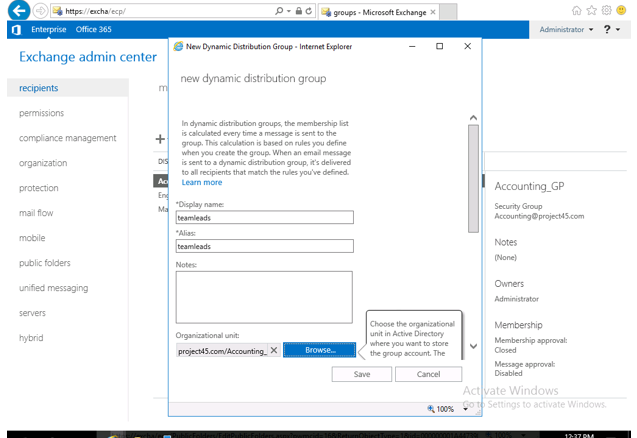 https://excha/ecp/
groups - Microsoft Exchange
Enterprise Office 365
Administrator ?
Exchange admin center
recipients
permissions
compliance management
organization
protection
mail flow
mobile
public folders
unified messaging
servers
hybrid
New Dynamic Distribution Group - Internet Explorer
new dynamic distribution group
In dynamic distribution groups, the membership list
is calculated every time a message is sent to the
group. This calculation is based on rules you define
when you create the group. When an email message
is sent to a dynamic distribution group, it's delivered
to all recipients that match the rules you've defined.
Learn more
*Display name:
teamleads
*Alias:
teamleads
Notes:
Organizational unit:
project45.com/Accounting_
Browse...
Choose the organizational
unit in Active Directory
where you want to store
the group account. The
Save Cancel
100%
Accounting_GP
Security Group
Accounting@project45.com
Notes
(None)
Owners
Administrator
Membership
Membership approval:
Closed
Message approval:
Disabled
Activate Windows
Go to Settings to activate Windows.
12:37 PM